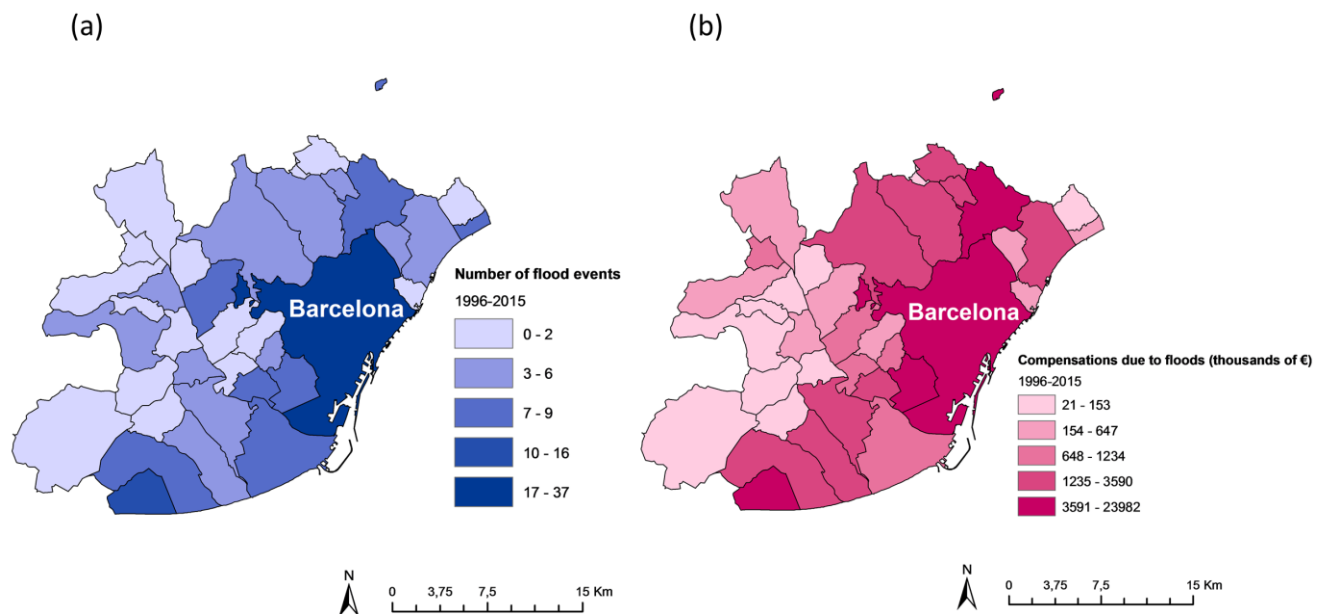 (a)
Barcelona
Number of flood events
1996-2015
0 - 2
3 - 6
7 - 9
10 - 16
17 - 37
N
0 3,75 7,5 15 Km
(b)
Barcelona
Compensations due to floods (thousands of €)
1996-2015
21 - 153
154 - 647
648 - 1234
1235 - 3590
3591 - 23982
N
0 3,75 7,5 15 Km